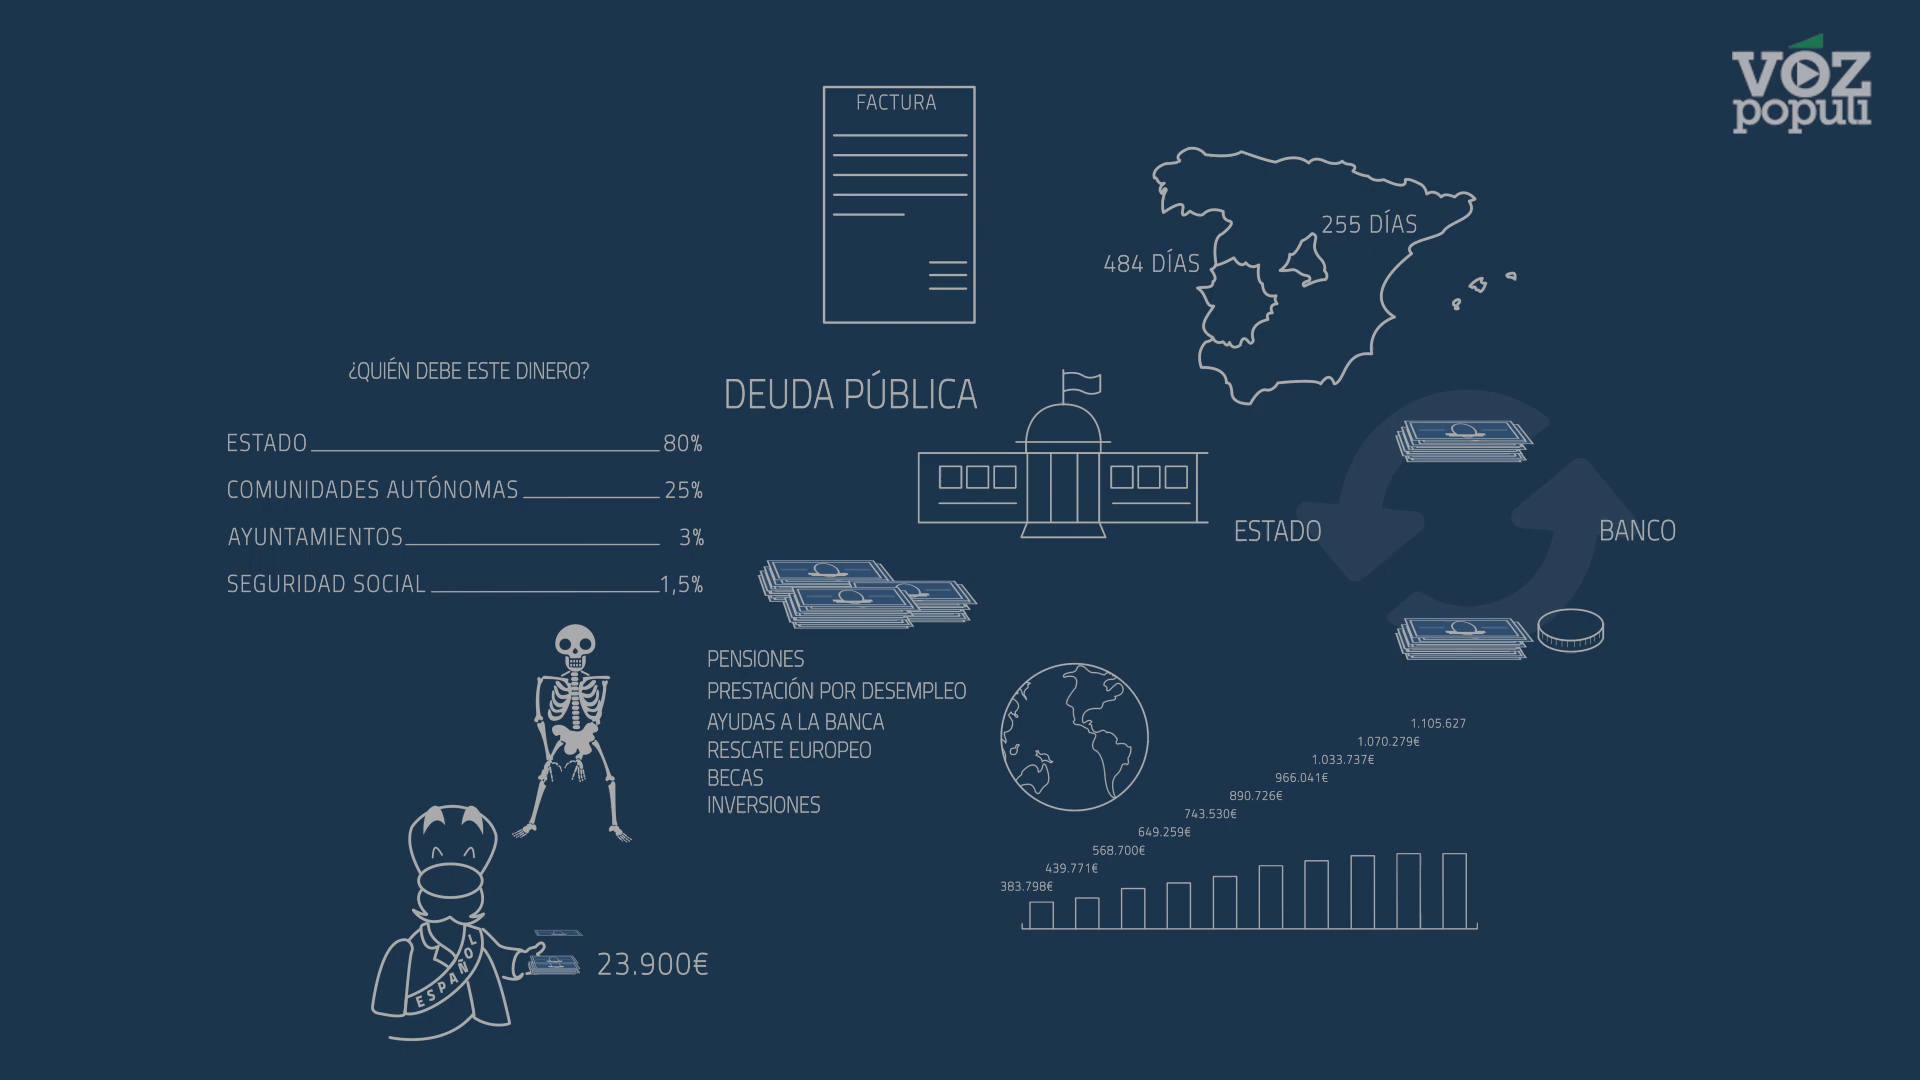 VOZ
populi
FACTURA
255 DÍAS
484 DÍAS
¿QUIÉN DEBE ESTE DINERO?
ESTADO 80%
COMUNIDADES AUTÓNOMAS 25%
AYUNTAMIENTOS 3%
SEGURIDAD SOCIAL 1,5%
DEUDA PÚBLICA
ESTADO
BANCO
PENSIONES
PRESTACIÓN POR DESEMPLEO
AYUDAS A LA BANCA
RESCATE EUROPEO
BECAS
INVERSIONES
1.105.627
1.070.279€
1.033.737€
966.041€
890.726€
743.530€
649.259€
568.700€
439.771€
383.798€
ESPAÑOL
23.900€